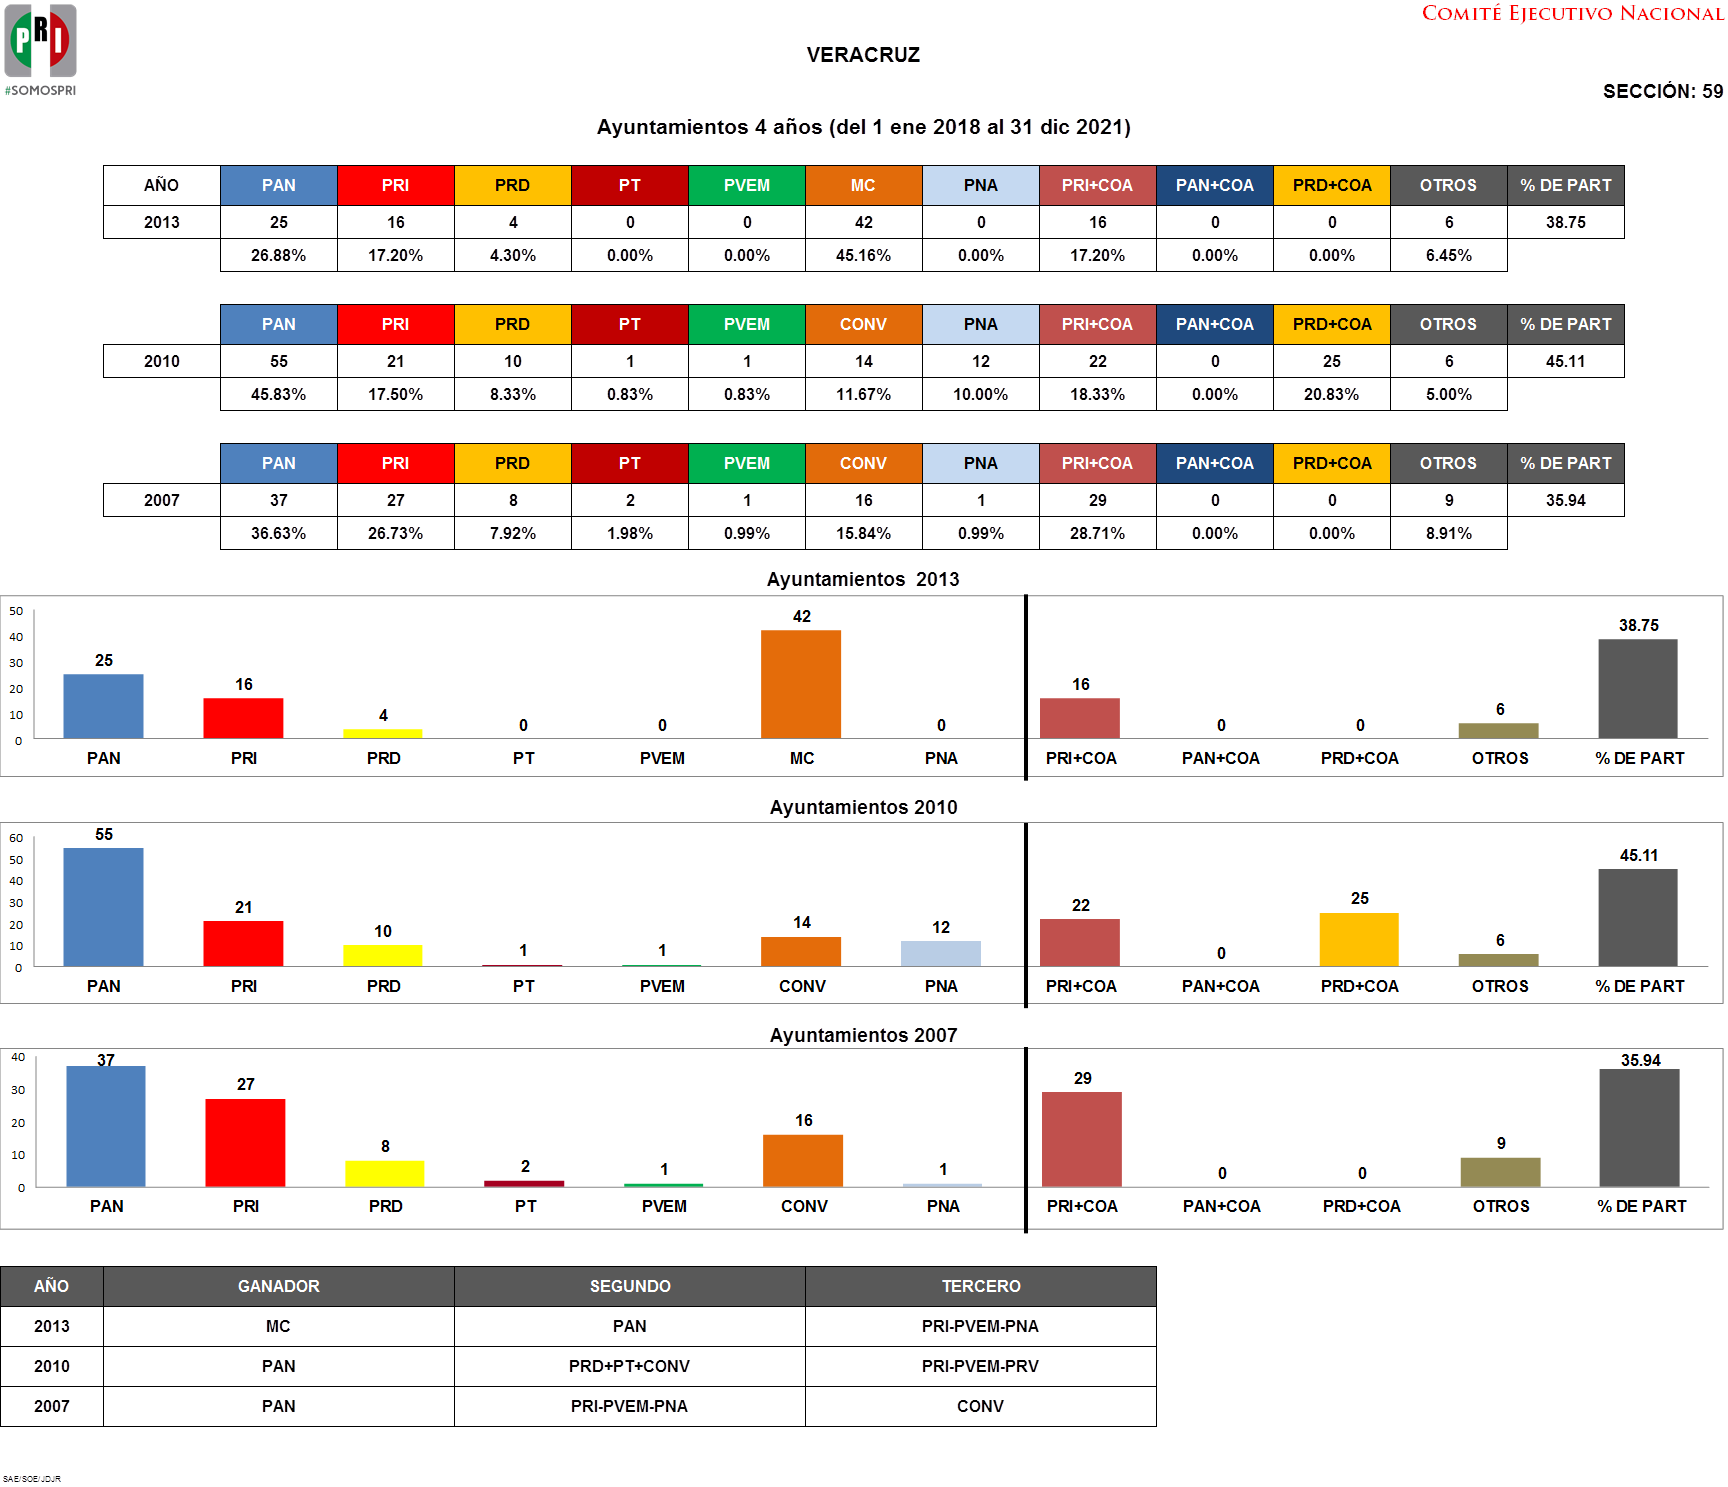 PRI
#SOMOSPRI
COMITÉ EJECUTIVO NACIONAL
VERACRUZ
SECCIÓN: 59
Ayuntamientos 4 años (del 1 ene 2018 al 31 dic 2021)
AÑO PAN PRI PRD PT PVEM MC PNA PRI+COA PAN+COA PRD+COA OTROS % DE PART
2013 25 16 4 0 0 42 0 16 0 0 6 38.75
26.88% 17.20% 4.30% 0.00% 0.00% 45.16% 0.00% 17.20% 0.00% 0.00% 6.45%
PAN PRI PRD PT PVEM CONV PNA PRI+COA PAN+COA PRD+COA OTROS % DE PART
2010 55 21 10 1 1 14 12 22 0 25 6 45.11
45.83% 17.50% 8.33% 0.83% 0.83% 11.67% 10.00% 18.33% 0.00% 20.83% 5.00%
PAN PRI PRD PT PVEM CONV PNA PRI+COA PAN+COA PRD+COA OTROS % DE PART
2007 37 27 8 2 1 16 1 29 0 0 9 35.94
36.63% 26.73% 7.92% 1.98% 0.99% 15.84% 0.99% 28.71% 0.00% 0.00% 8.91%
Ayuntamientos 2013
50
40
30
20
10
0
25 16 4 0 0 42 0 16 0 0 6 38.75
PAN PRI PRD PT PVEM MC PNA PRI+COA PAN+COA PRD+COA OTROS % DE PART
Ayuntamientos 2010
60
50
40
30
20
10
0
55 21 10 1 1 14 12 22 0 25 6 45.11
PAN PRI PRD PT PVEM CONV PNA PRI+COA PAN+COA PRD+COA OTROS % DE PART
Ayuntamientos 2007
40
30
20
10
0
37 27 8 2 1 16 1 29 0 0 9 35.94
PAN PRI PRD PT PVEM CONV PNA PRI+COA PAN+COA PRD+COA OTROS % DE PART
AÑO GANADOR SEGUNDO TERCERO
2013 MC PAN PRI-PVEM-PNA
2010 PAN PRD+PT+CONV PRI-PVEM-PRV
2007 PAN PRI-PVEM-PNA CONV
SAE/SOE/JDJR